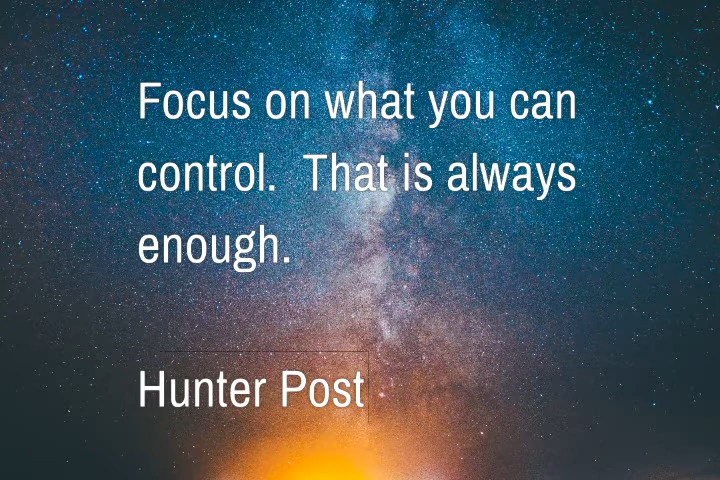 Focus on what you can
control.  That is always
enough.
Hunter Post